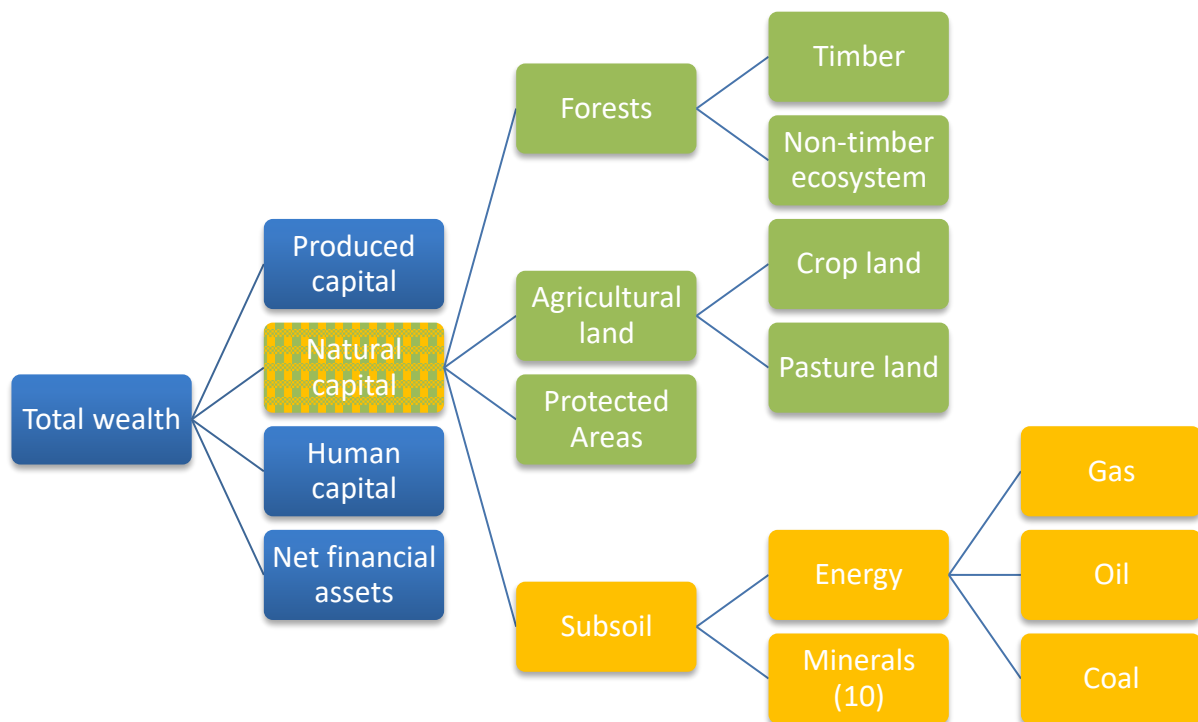 Total wealth
Produced
capital
Natural
capital
Human
capital
Net financial
assets
Forests
Agricultural
land
Protected
Areas
Subsoil
Timber
Non-timber
ecosystem
Crop land
Pasture land
Energy
Minerals
(10)
Gas
Oil
Coal